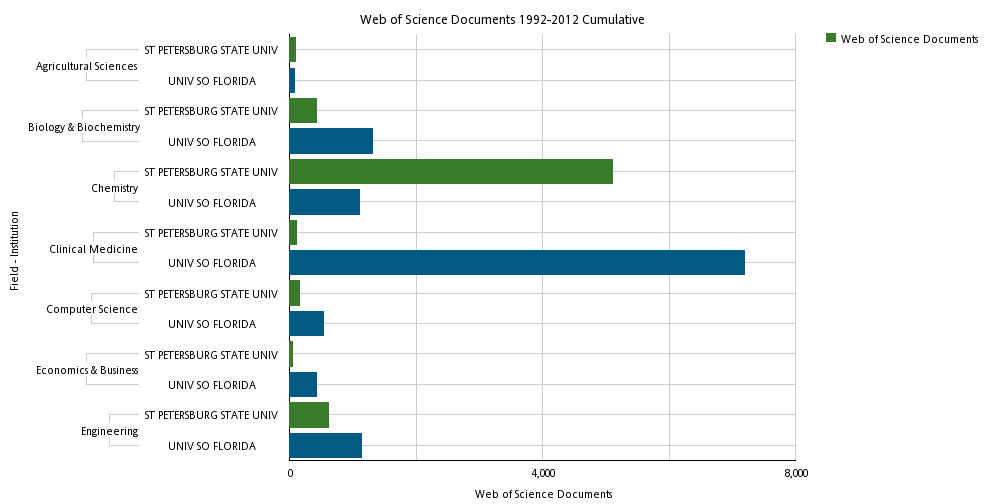 Web of Science Documents 1992-2012 Cumulative
Web of Science Documents
Field - Institution
Agricultural Sciences
ST PETERSBURG STATE UNIV
UNIV SO FLORIDA
Biology & Biochemistry
ST PETERSBURG STATE UNIV
UNIV SO FLORIDA
Chemistry
ST PETERSBURG STATE UNIV
UNIV SO FLORIDA
Clinical Medicine
ST PETERSBURG STATE UNIV
UNIV SO FLORIDA
Computer Science
ST PETERSBURG STATE UNIV
UNIV SO FLORIDA
Economics & Business
ST PETERSBURG STATE UNIV
UNIV SO FLORIDA
Engineering
ST PETERSBURG STATE UNIV
UNIV SO FLORIDA
0 4,000 8,000
Web of Science Documents